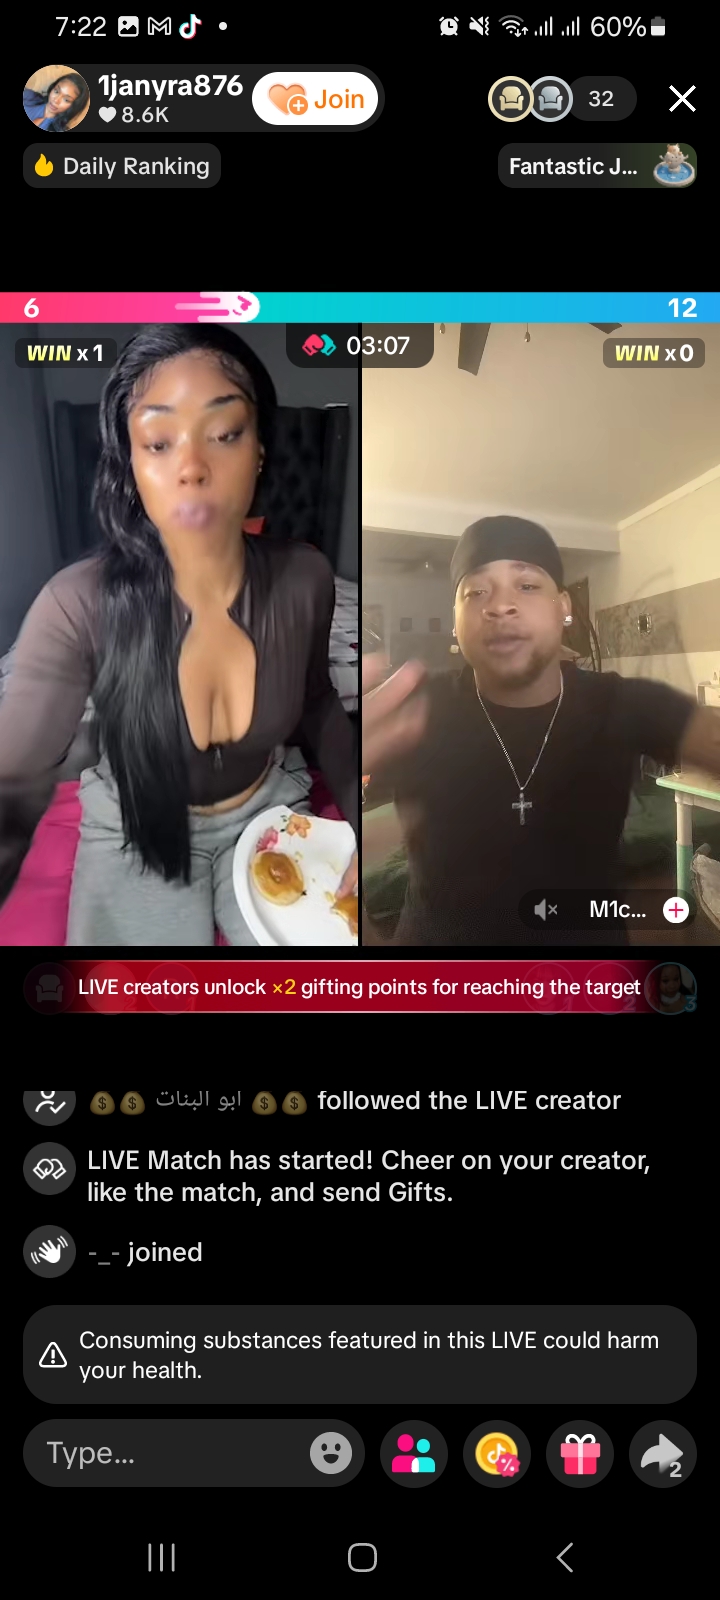 7:22
60%
1janyra876
8.6K
Join
32
Daily Ranking
Fantastic J...
6
12
WIN x 1
03:07
WIN x 0
M1c...
LIVE creators unlock ×2 gifting points for reaching the target
3
ابو البنات followed the LIVE creator
LIVE Match has started! Cheer on your creator,
like the match, and send Gifts.
-_- joined
Consuming substances featured in this LIVE could harm
your health.
Type...
2